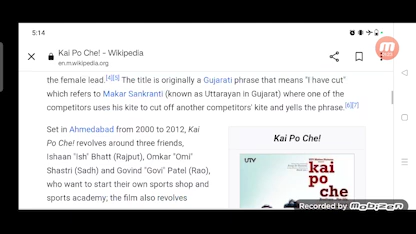 5:14
Kai Po Che! - Wikipedia
en.m.wikipedia.org
the female lead.[4][5] The title is originally a Gujarati phrase that means "I have cut"
which refers to Makar Sankranti (known as Uttarayan in Gujarat) where one of the
competitors uses his kite to cut off another competitors' kite and yells the phrase.[6][7]
Set in Ahmedabad from 2000 to 2012, Kai
Po Che! revolves around three friends,
Ishaan "Ish" Bhatt (Rajput), Omkar "Omi"
Shastri (Sadh) and Govind "Govi" Patel (Rao),
who want to start their own sports shop and
sports academy; the film also revolves
Kai Po Che!
UTV
kai
po
che
Recorded by MOBIZEN